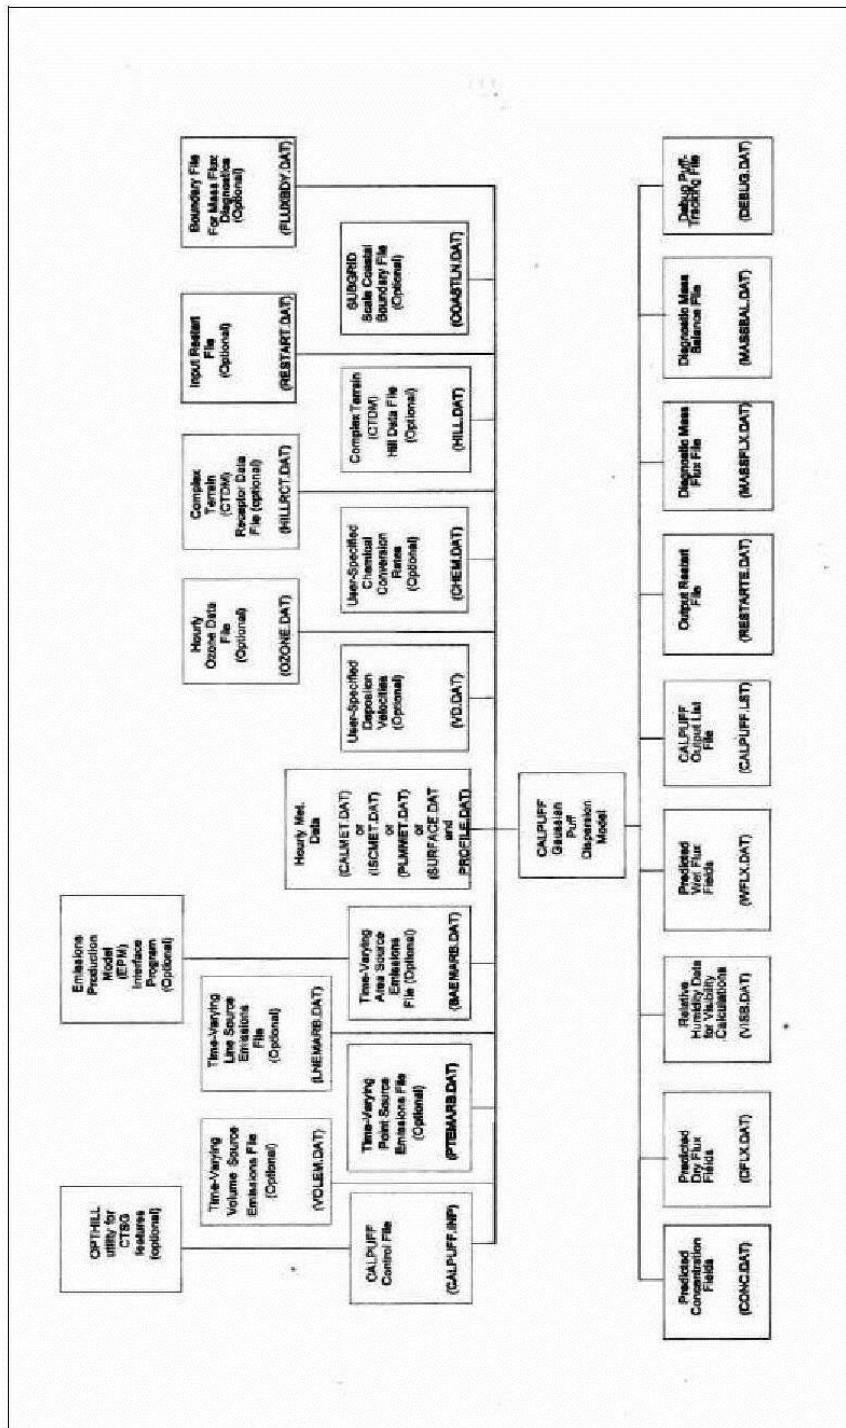 OPTHILL
utility for
CTSG
features
(optional)
Emissions
Production
Model
(EPM)
Interface
Program
(Optional)
Time-Varying
Volume Source
Emissions File
(Optional)
(VOLEM.DAT)
Time-Varying
Line Source
Emissions
File
(Optional)
(LNEMARB.DAT)
Hourly
Ozone Data
File
(Optional)
(OZONE.DAT)
Complex
Terrain
(CTDM)
Receptor Data
File (optional)
(HILLRCT.DAT)
Input Restart
File
(Optional)
(RESTART.DAT)
Boundary File
For Mass Flux
Diagnostics
(Optional)
(FLUXBDY.DAT)
CALPUFF
Control File
(CALPUFF.INP)
Time-Varying
Point Source
Emissions File
(Optional)
(PTEMARB.DAT)
Time-Varying
Area Source
Emissions
File (Optional)
(BAEMARB.DAT)
Hourly Met.
Data
(CALMET.DAT)
or
(ISCMET.DAT)
or
(PLMMET.DAT)
or
(SURFACE.DAT
and
PROFILE.DAT)
User-Specified
Deposition
Velocities
(Optional)
(VD.DAT)
User-Specified
Chemical
Conversion
Rates
(Optional)
(CHEM.DAT)
Complex Terrain
(CTDM)
Hill Data File
(Optional)
(HILL.DAT)
SUBGRID
Scale Coastal
Boundary File
(Optional)
(COASTLN.DAT)
CALPUFF
Gaussian
Puff
Dispersion
Model
Predicted
Concentration
Fields
(CONC.DAT)
Predicted
Dry Flux
Fields
(DFLX.DAT)
Relative
Humidity Data
for Visibility
Calculations
(VISB.DAT)
Predicted
Wet Flux
Fields
(WFLX.DAT)
CALPUFF
Output List
File
(CALPUFF.LST)
Output Restart
File
(RESTARTE.DAT)
Diagnostic Mass
Flux File
(MASSFLX.DAT)
Diagnostic Mass
Balance File
(MASSBAL.DAT)
Debug Puff-
Tracking File
(DEBUG.DAT)